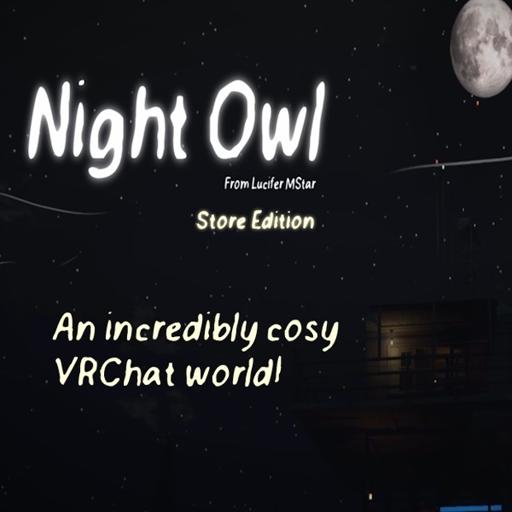 Night Owl
From Lucifer MStar
Store Edition
An incredibly cosy
VRChat world!